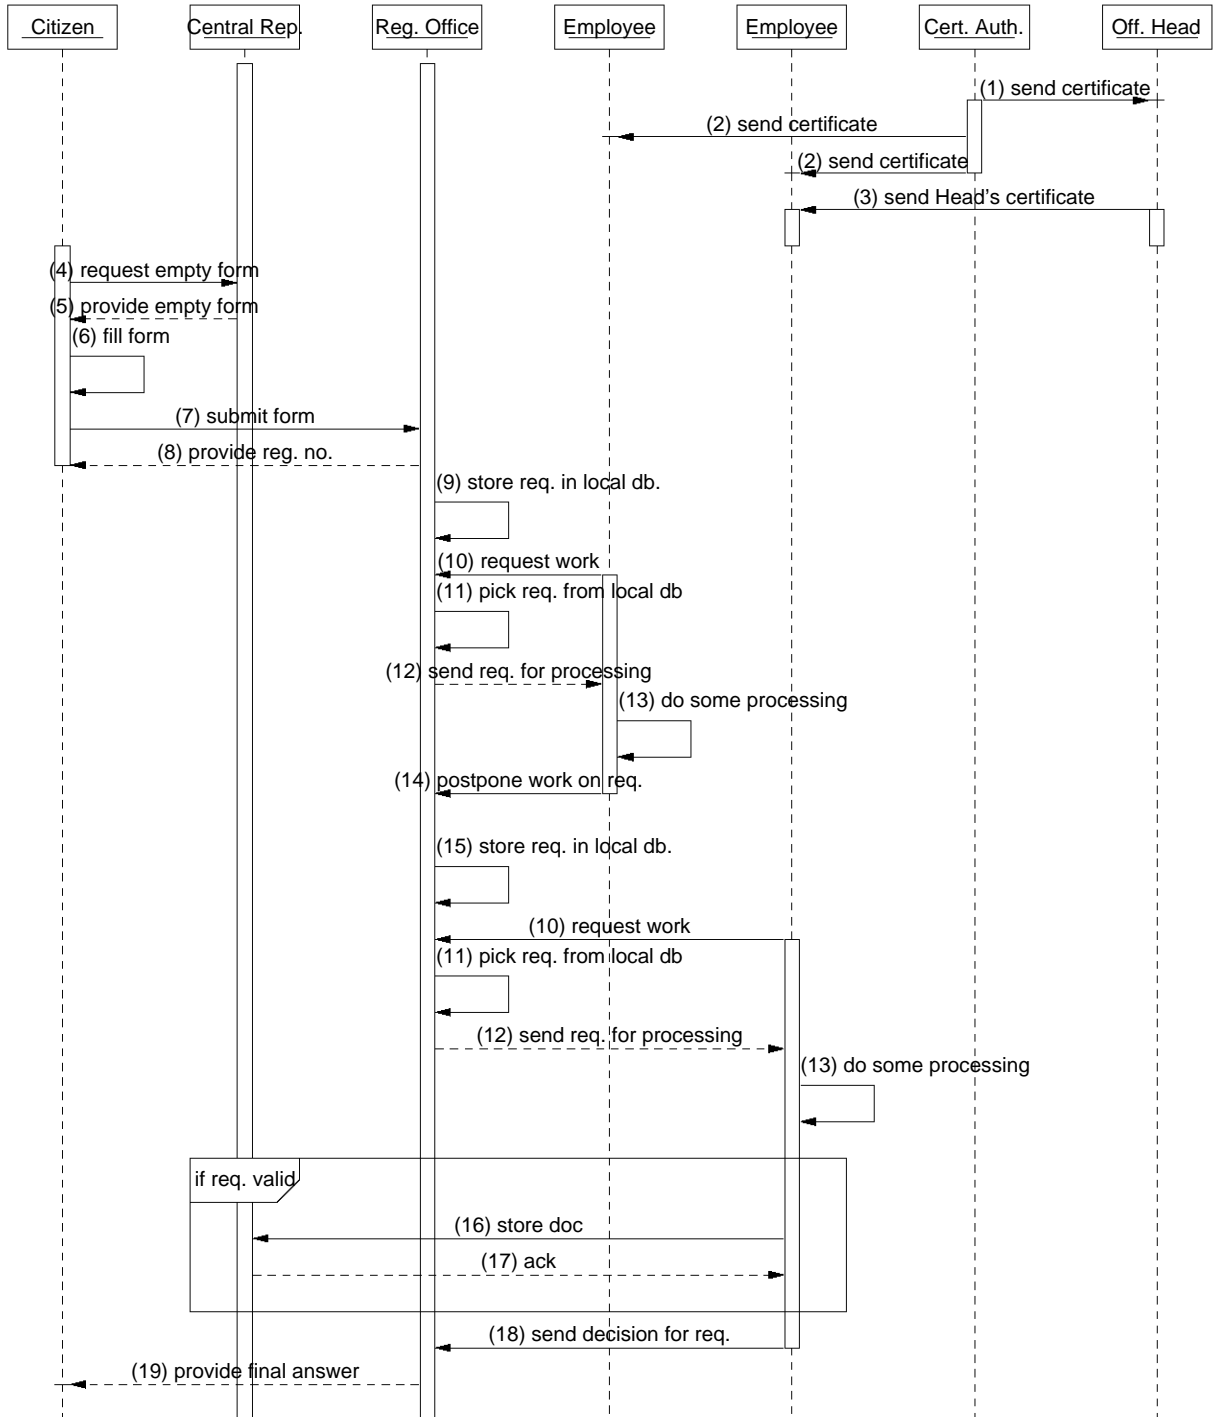 Citizen
Central Rep.
Reg. Office
Employee
Employee
Cert. Auth.
Off. Head
(1) send certificate
(2) send certificate
(2) send certificate
(3) send Head's certificate
(4) request empty form
(5) provide empty form
(6) fill form
(7) submit form
(8) provide reg. no.
(9) store req. in local db.
(10) request work
(11) pick req. from local db
(12) send req. for processing
(13) do some processing
(14) postpone work on req.
(15) store req. in local db.
(10) request work
(11) pick req. from local db
(12) send req. for processing
(13) do some processing
if req. valid
(16) store doc
(17) ack
(18) send decision for req.
(19) provide final answer